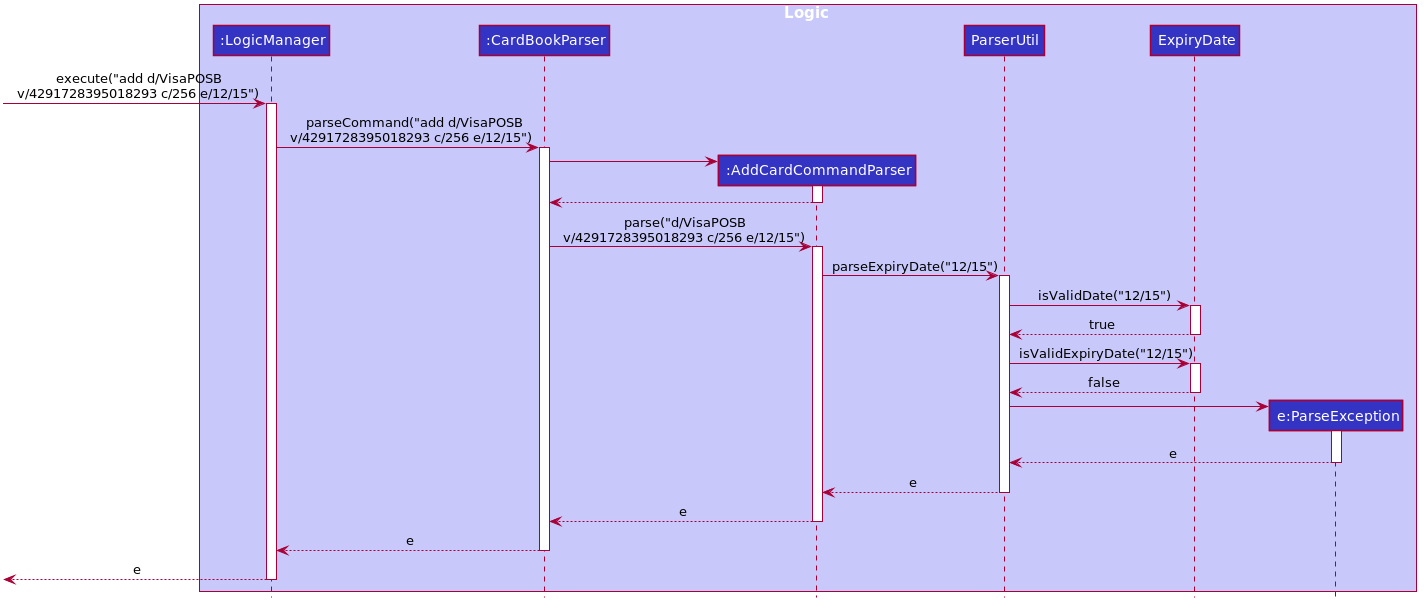 Logic
:LogicManager
:CardBookParser
ParserUtil
ExpiryDate
execute("add d/VisaPOSB
v/4291728395018293 c/256 e/12/15")
parseCommand("add d/VisaPOSB
v/4291728395018293 c/256 e/12/15")
:AddCardCommandParser
parse("d/VisaPOSB
v/4291728395018293 c/256 e/12/15")
parseExpiryDate("12/15")
isValidDate("12/15")
true
isValidExpiryDate("12/15")
false
e:ParseException
e
e
e
e
e